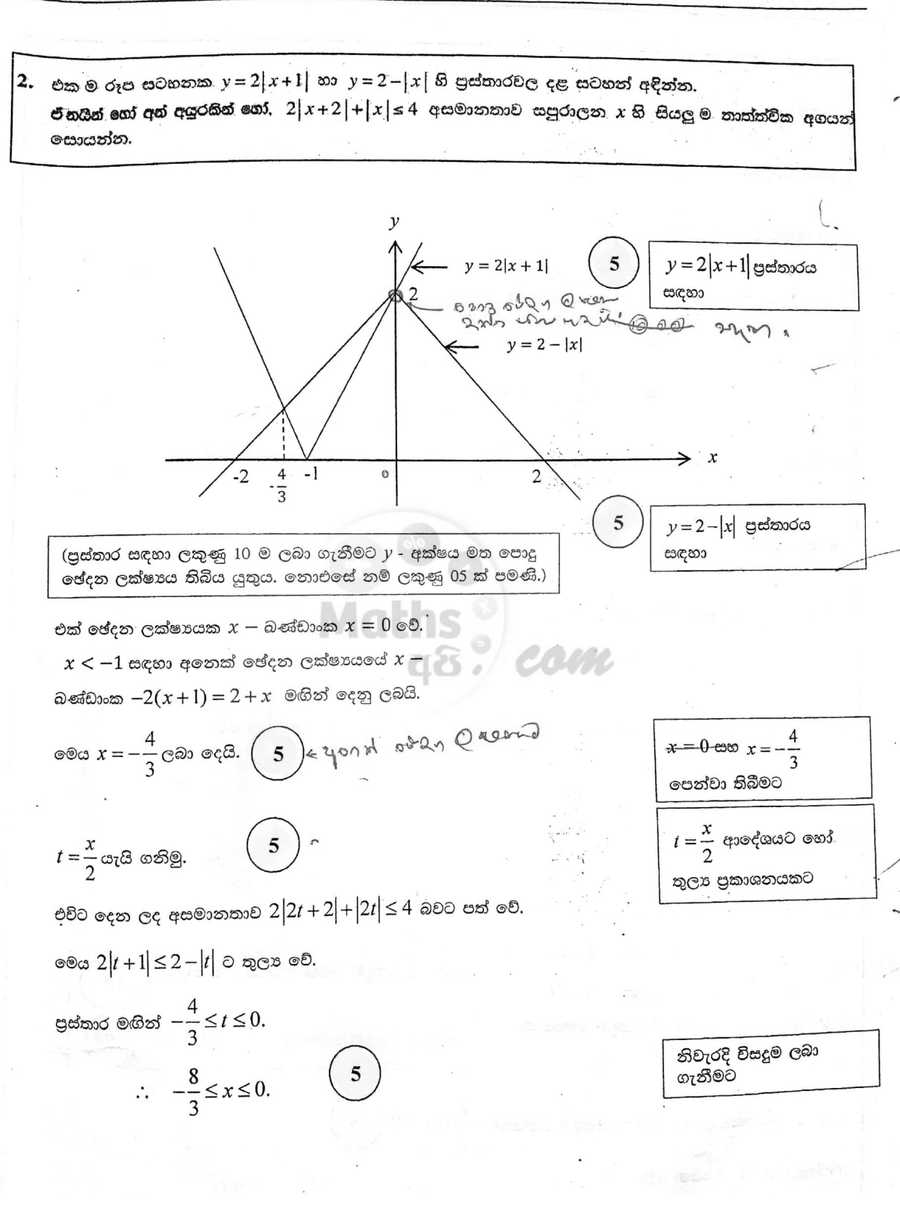 2. එක ම රූප සටහනක y = 2|x+1| හා y = 2−|x| හි ප්‍රස්තාරවල දළ සටහන් අඳින්න.
ඒ නයින් හෝ අන් අයුරකින් හෝ, 2|x+2|+|x| ≤ 4 අසමානතාව සපුරාලන x හි සියලු ම තාත්ත්වික අගයන්
සොයන්න.
y
y = 2|x + 1|
5
y = 2|x+1| ප්‍රස්තාරය
සඳහා
2
y = 2 − |x|
x
-2
-4/3
-1
0
2
5
y = 2−|x| ප්‍රස්තාරය
සඳහා
(ප්‍රස්තාර සඳහා ලකුණු 10 ම ලබා ගැනීමට y - අක්ෂය මත පොදු
ඡේදන ලක්ෂ්‍යය තිබිය යුතුය. නොඑසේ නම් ලකුණු 05 ක් පමණි.)
Maths
අපි . com
එක් ඡේදන ලක්ෂ්‍යයක x − ඛණ්ඩාංක x = 0 වේ.
x < −1 සඳහා අනෙක් ඡේදන ලක්ෂ්‍යයයේ x −
ඛණ්ඩාංක −2(x+1) = 2+x මඟින් දෙනු ලබයි.
මෙය x = −4/3 ලබා දෙයි. 5
x = 0 සහ x = −4/3
පෙන්වා තිබීමට
t = x/2 යැයි ගනිමු. 5
t = x/2 ආදේශයට හෝ
තුල්‍ය ප්‍රකාශනයකට
එවිට දෙන ලද අසමානතාව 2|2t+2|+|2t| ≤ 4 බවට පත් වේ.
මෙය 2|t+1| ≤ 2−|t| ට තුල්‍ය වේ.
ප්‍රස්තාර මඟින් −4/3 ≤ t ≤ 0.
∴ −8/3 ≤ x ≤ 0. 5
නිවැරදි විසඳුම ලබා
ගැනීමට